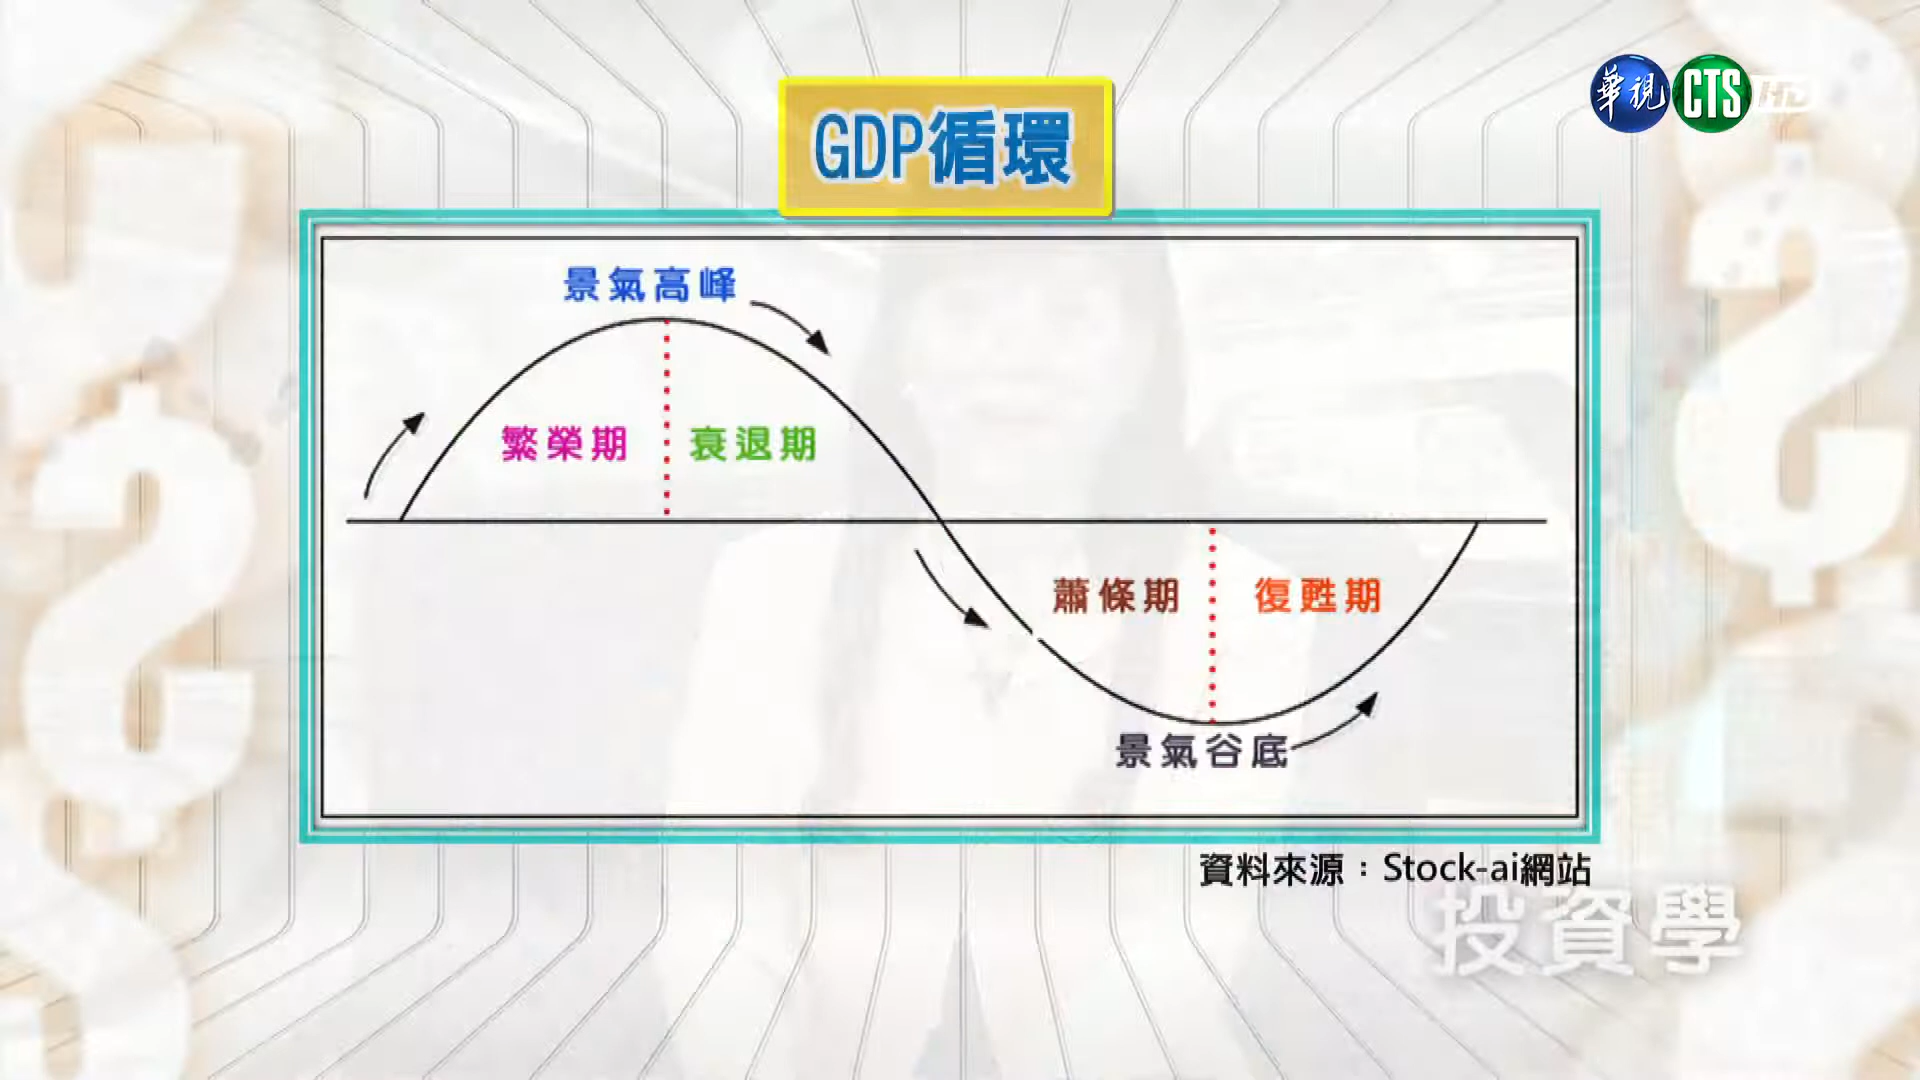 華視 CTS HD
GDP循環
景氣高峰
繁榮期
衰退期
蕭條期
復甦期
景氣谷底
資料來源：Stock-ai網站
投資學